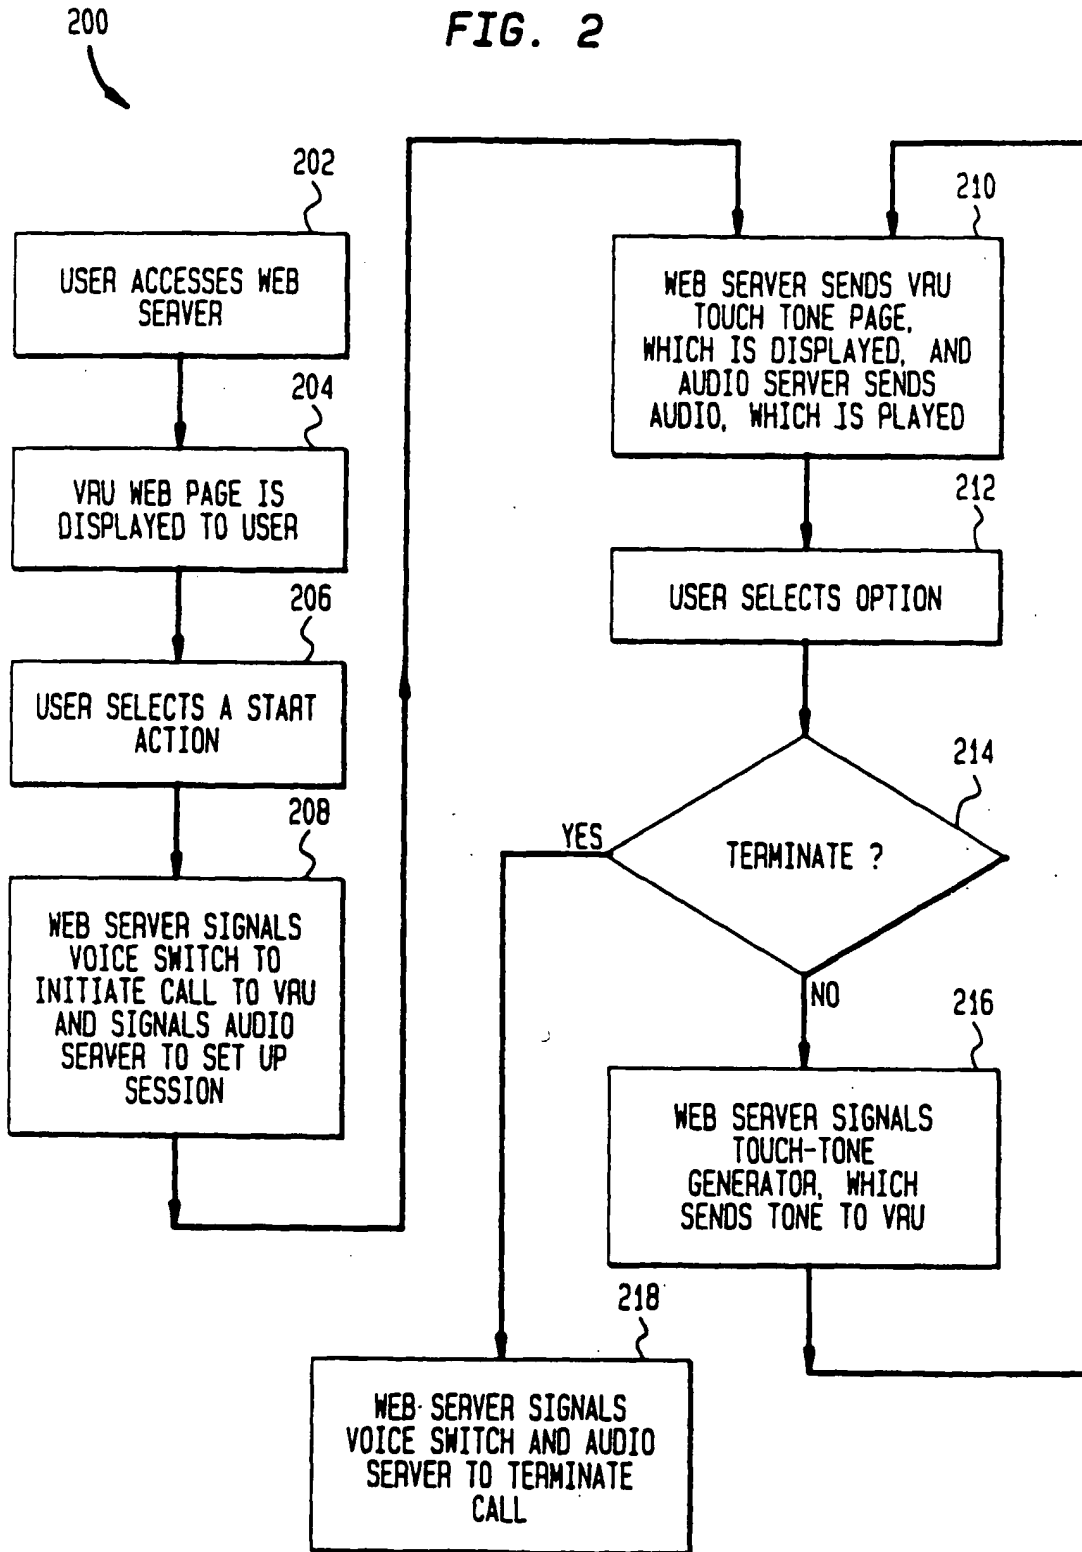 200
FIG. 2
202
USER ACCESSES WEB
SERVER
204
VRU WEB PAGE IS
DISPLAYED TO USER
206
USER SELECTS A START
ACTION
208
WEB SERVER SIGNALS
VOICE SWITCH TO
INITIATE CALL TO VRU
AND SIGNALS AUDIO
SERVER TO SET UP
SESSION
210
WEB SERVER SENDS VRU
TOUCH TONE PAGE,
WHICH IS DISPLAYED, AND
AUDIO SERVER SENDS
AUDIO, WHICH IS PLAYED
212
USER SELECTS OPTION
214
TERMINATE ?
YES
NO
216
WEB SERVER SIGNALS
TOUCH-TONE
GENERATOR, WHICH
SENDS TONE TO VRU
218
WEB SERVER SIGNALS
VOICE SWITCH AND AUDIO
SERVER TO TERMINATE
CALL